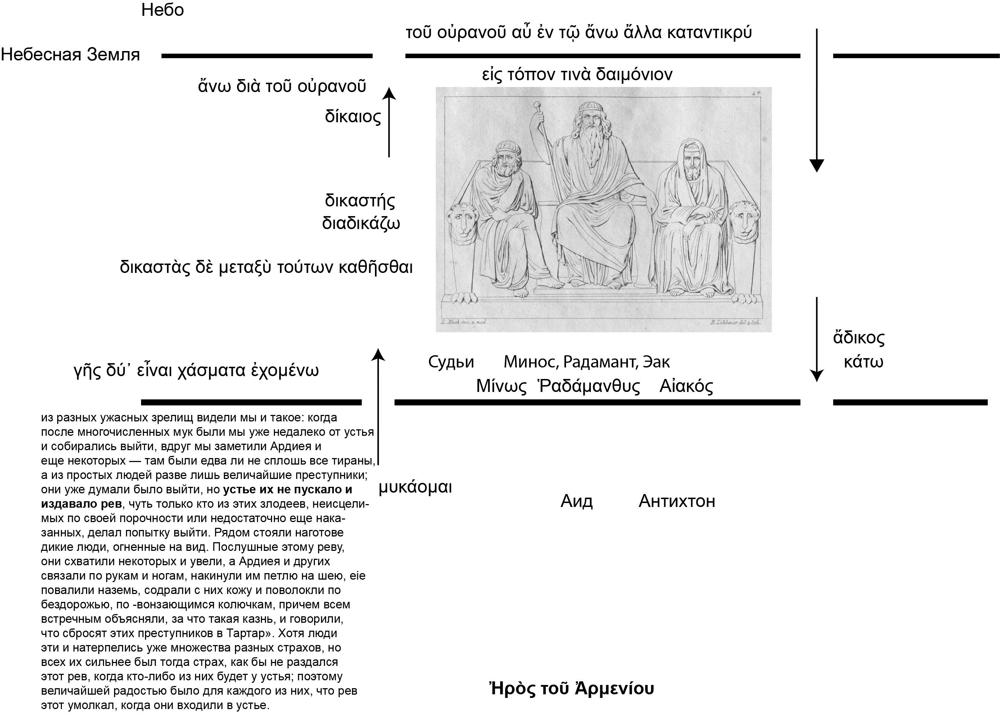 Небо
τοῦ οὐρανοῦ αὖ ἐν τῷ ἄνω ἄλλα καταντικρύ
Небесная Земля
εἰς τόπον τινὰ δαιμόνιον
ἄνω διὰ τοῦ οὐρανοῦ
4.a
δίκαιος
δικαστής
διαδικάζω
δικαστὰς δὲ μεταξὺ τούτων καθῆσθαι
L. Mack inv. & mod.
R. Lohbauer del & lith.
ἄδικος
κάτω
Судьи Минос, Радамант, Эак
γῆς δύ’ εἶναι χάσματα ἐχομένω
Μίνως Ῥαδάμανθυς Αἰακός
из разных ужасных зрелищ видели мы и такое: когда
после многочисленных мук были мы уже недалеко от устья
и собирались выйти, вдруг мы заметили Ардиея и
еще некоторых — там были едва ли не сплошь все тираны,
а из простых людей разве лишь величайшие преступники;
они уже думали было выйти, но устье их не пускало и
издавало рев, чуть только кто из этих злодеев, неисцели-
мых по своей порочности или недостаточно еще нака-
занных, делал попытку выйти. Рядом стояли наготове
дикие люди, огненные на вид. Послушные этому реву,
они схватили некоторых и увели, а Ардиея и других
связали по рукам и ногам, накинули им петлю на шею, eie
повалили наземь, содрали с них кожу и поволокли по
бездорожью, по -вонзающимся колючкам, причем всем
встречным объясняли, за что такая казнь, и говорили,
что сбросят этих преступников в Тартар». Хотя люди
эти и натерпелись уже множества разных страхов, но
всех их сильнее был тогда страх, как бы не раздался
этот рев, когда кто-либо из них будет у устья; поэтому
величайшей радостью было для каждого из них, что рев
этот умолкал, когда они входили в устье.
μυκάομαι
Аид Антихтон
Ἠρὸς τοῦ Ἀρμενίου